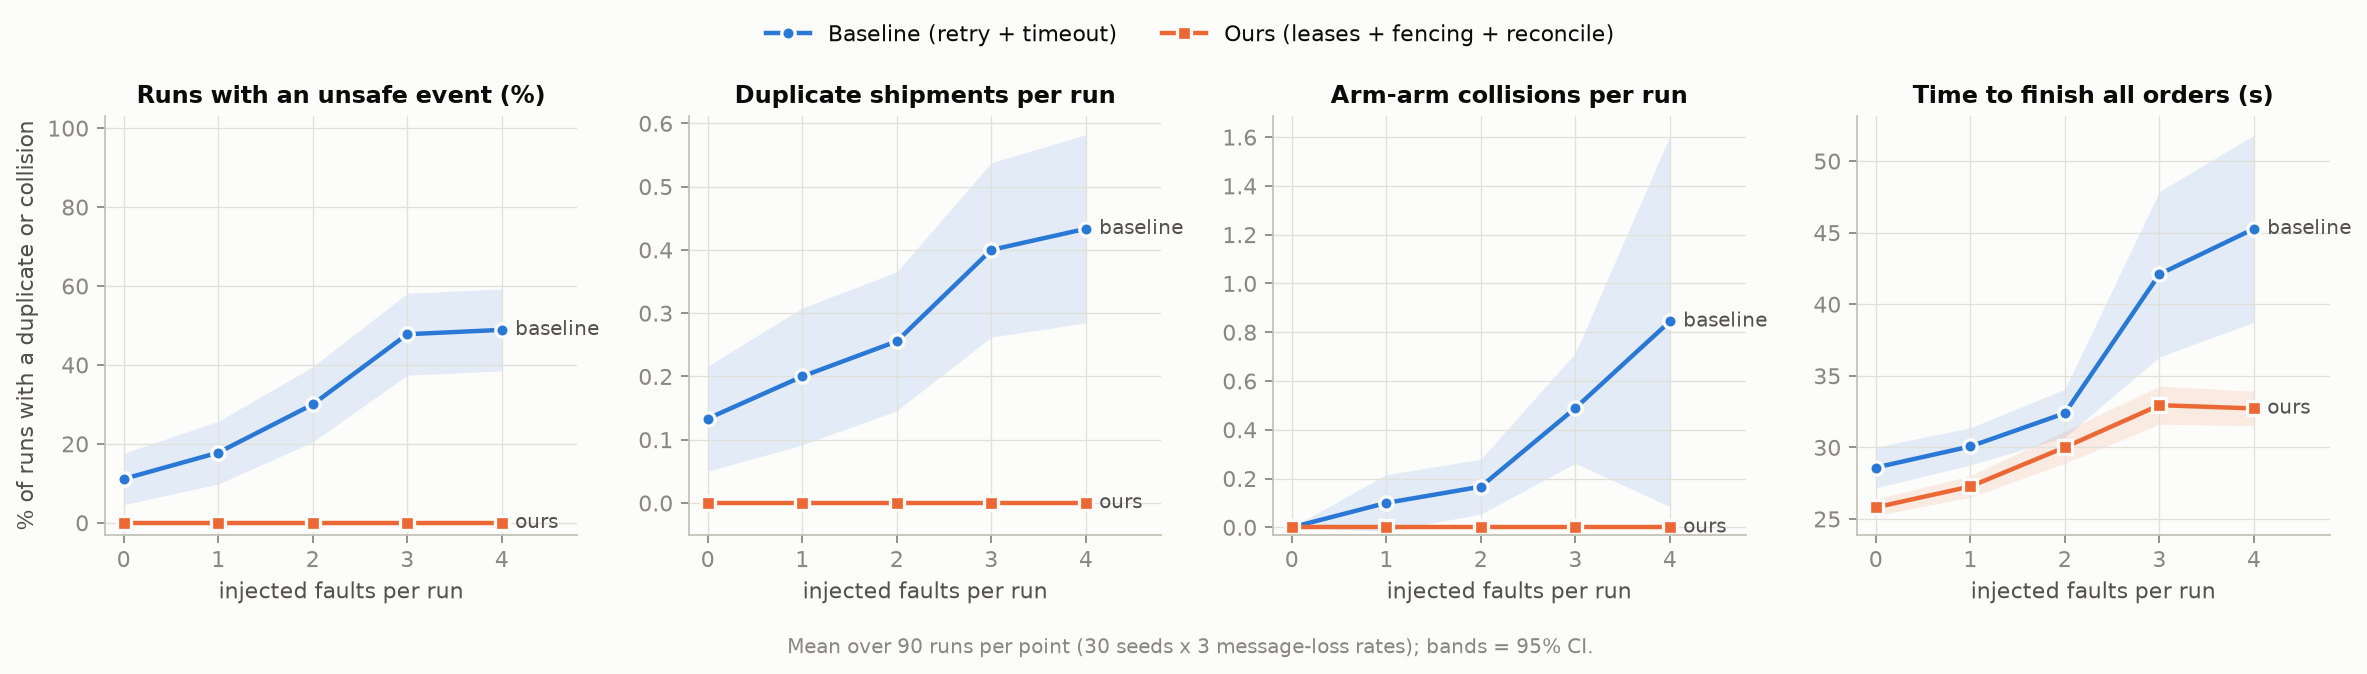 Baseline (retry + timeout) Ours (leases + fencing + reconcile)
Runs with an unsafe event (%)
% of runs with a duplicate or collision
100
80
60
40
20
0
baseline
ours
0 1 2 3 4
injected faults per run
Duplicate shipments per run
0.6
0.5
0.4
0.3
0.2
0.1
0.0
baseline
ours
0 1 2 3 4
injected faults per run
Arm-arm collisions per run
1.6
1.4
1.2
1.0
0.8
0.6
0.4
0.2
0.0
baseline
ours
0 1 2 3 4
injected faults per run
Time to finish all orders (s)
50
45
40
35
30
25
baseline
ours
0 1 2 3 4
injected faults per run
Mean over 90 runs per point (30 seeds x 3 message-loss rates); bands = 95% CI.